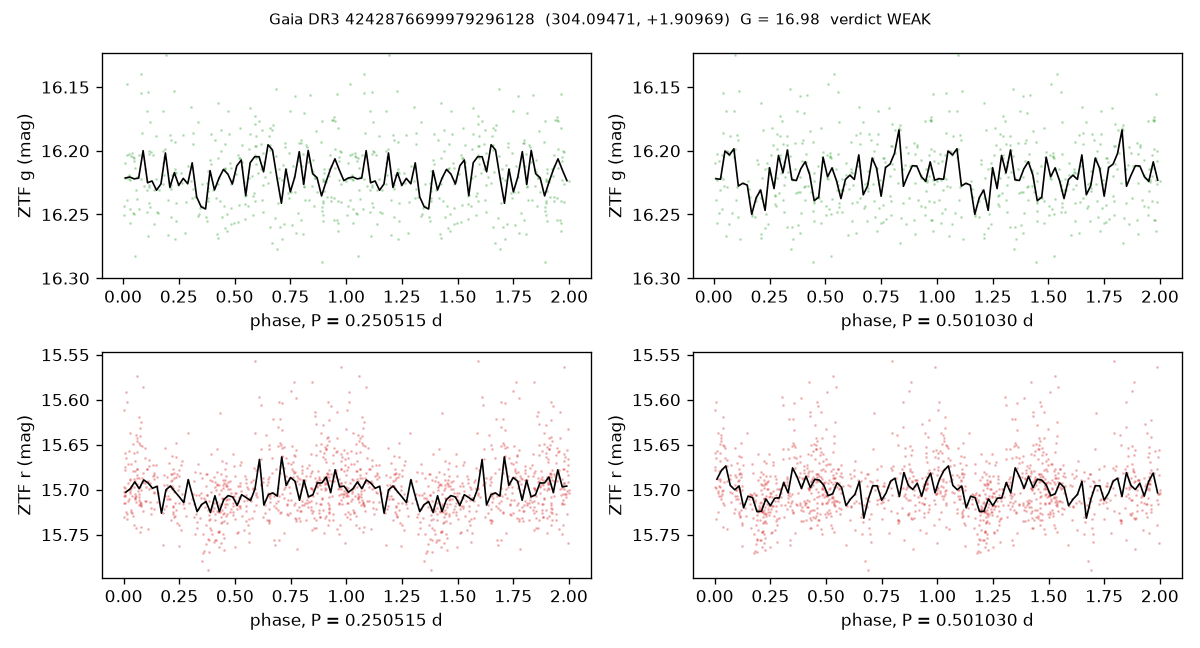 Gaia DR3 4242876699979296128 (304.09471, +1.90969) G = 16.98 verdict WEAK
ZTF g (mag)
16.15
16.20
16.25
16.30
0.00 0.25 0.50 0.75 1.00 1.25 1.50 1.75 2.00
phase, P = 0.250515 d
ZTF g (mag)
16.15
16.20
16.25
16.30
0.00 0.25 0.50 0.75 1.00 1.25 1.50 1.75 2.00
phase, P = 0.501030 d
ZTF r (mag)
15.55
15.60
15.65
15.70
15.75
0.00 0.25 0.50 0.75 1.00 1.25 1.50 1.75 2.00
phase, P = 0.250515 d
ZTF r (mag)
15.55
15.60
15.65
15.70
15.75
0.00 0.25 0.50 0.75 1.00 1.25 1.50 1.75 2.00
phase, P = 0.501030 d